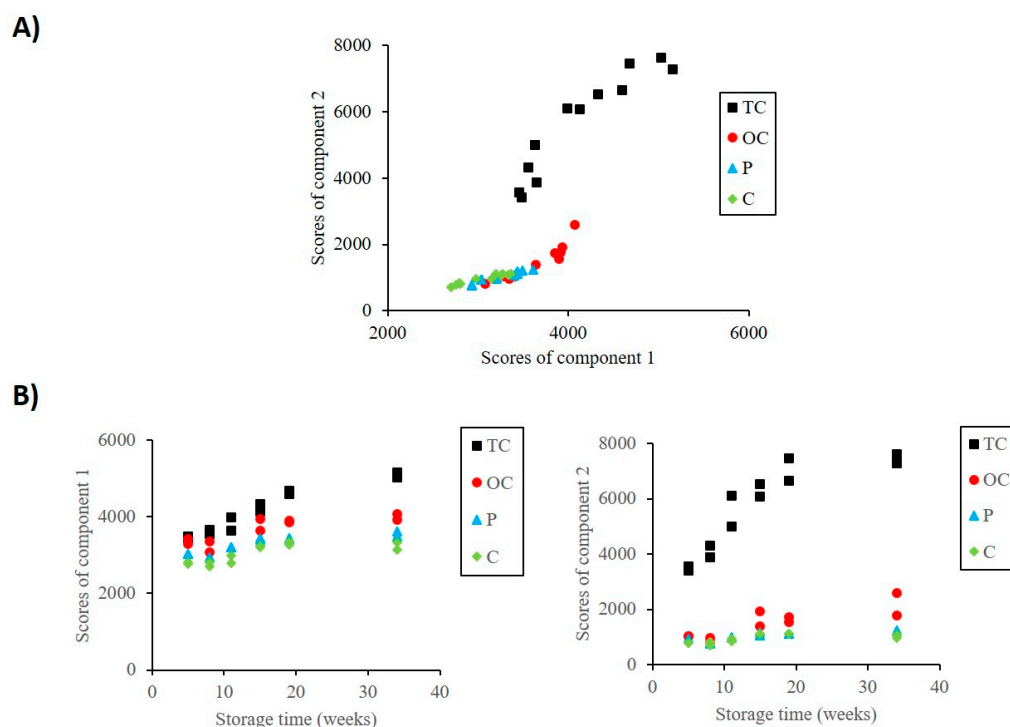 A)
8000
6000
4000
2000
0
2000
4000
6000
Scores of component 2
Scores of component 1
TC
OC
P
C
B)
6000
4000
2000
0
0
10
20
30
40
Scores of component 1
Storage time (weeks)
TC
OC
P
C
8000
6000
4000
2000
0
0
10
20
30
40
Scores of component 2
Storage time (weeks)
TC
OC
P
C